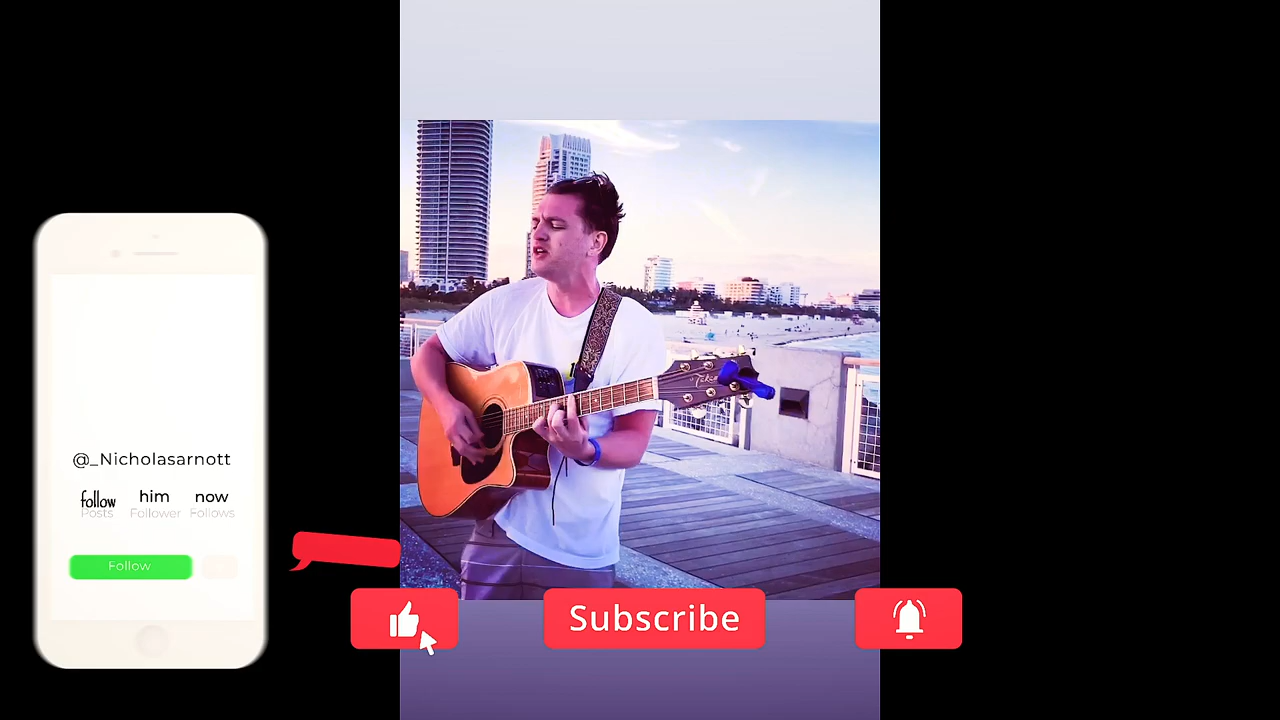 @_Nicholasarnott
follow him now
Posts Follower Follows
Follow
Subscribe